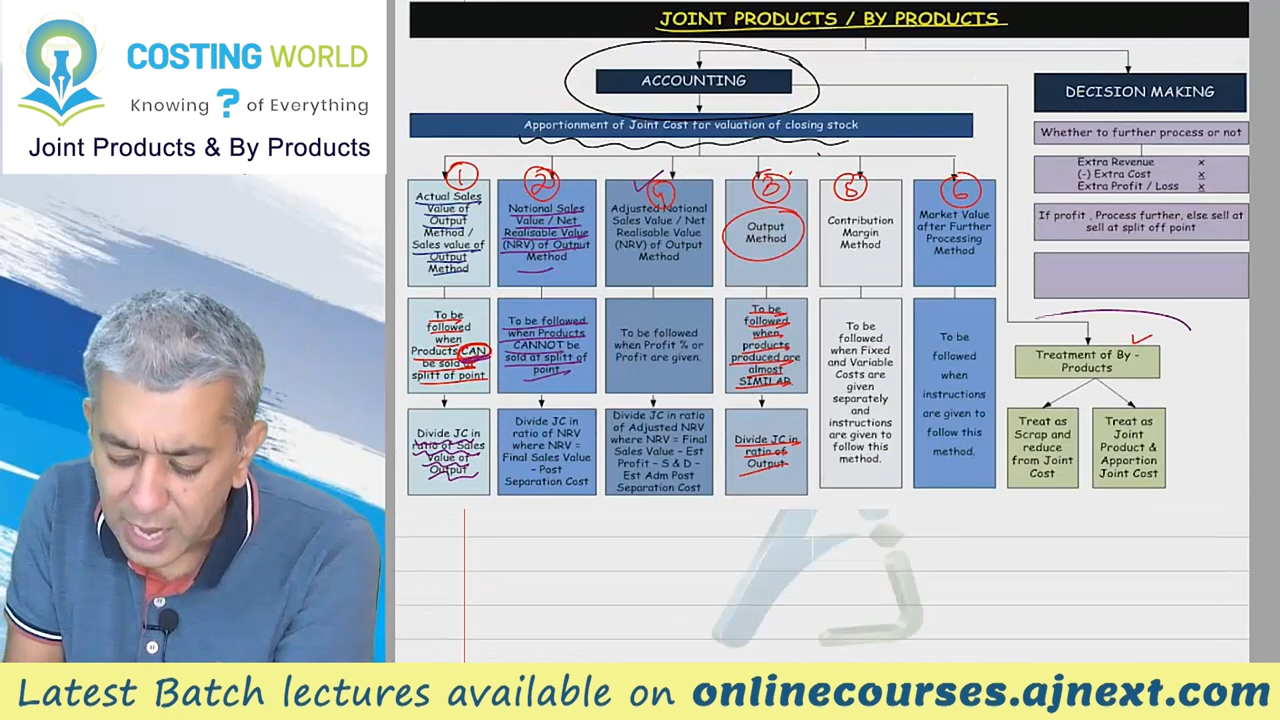 COSTING WORLD
Knowing ? of Everything
Joint Products & By Products
JOINT PRODUCTS / BY PRODUCTS
ACCOUNTING
Apportionment of Joint Cost for valuation of closing stock
1
Actual Sales
Value of
Output
Method /
Sales value of
Output
Method
To be
followed
when
Products CAN
be sold at
splitt of point
Divide JC in
ratio of Sales
Value of
Output
2
Notional Sales
Value / Net
Realisable Value
(NRV) of Output
Method
To be followed
when Products
CANNOT be
sold at splitt of
point
Divide JC in
ratio of NRV
where NRV =
Final Sales Value
- Post
Separation Cost
4
Adjusted Notional
Sales Value / Net
Realisable Value
(NRV) of Output
Method
To be followed
when Profit % or
Profit are given.
Divide JC in ratio
of Adjusted NRV
where NRV = Final
Sales Value - Est
Profit - S & D -
Est Adm Post
Separation Cost
3
Output
Method
To be
followed
when
products
produced are
almost
SIMILAR
Divide JC in
ratio of
Output
5
Contribution
Margin
Method
To be
followed
when Fixed
and Variable
Costs are
given
separately
and
instructions
are given to
follow this
method.
6
Market Value
after Further
Processing
Method
To be
followed
when
instructions
are given to
follow this
method.
DECISION MAKING
Whether to further process or not
Extra Revenue x
(-) Extra Cost x
Extra Profit / Loss x
If profit , Process further, else sell at
sell at split off point
Treatment of By -
Products
Treat as
Scrap and
reduce
from Joint
Cost
Treat as
Joint
Product &
Apportion
Joint Cost
Latest Batch lectures available on onlinecourses.ajnext.com